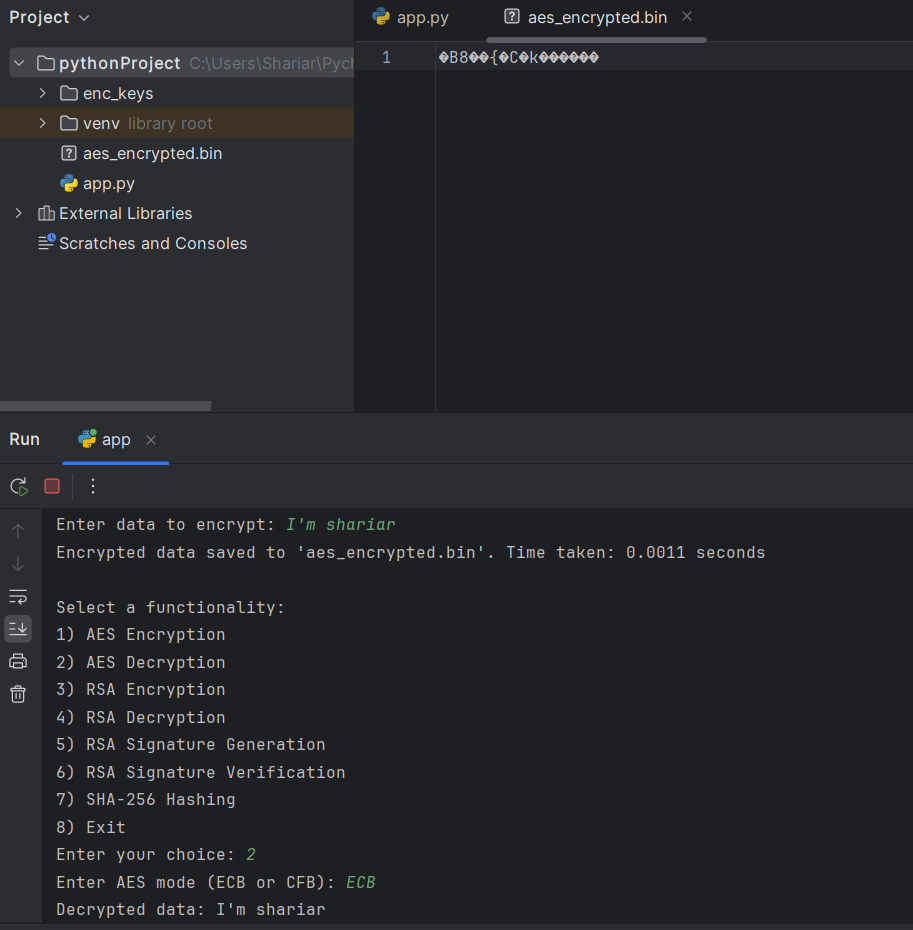 Project
pythonProject C:\Users\Shariar\Pych
enc_keys
venv library root
aes_encrypted.bin
app.py
External Libraries
Scratches and Consoles
app.py
aes_encrypted.bin
1 �B8��{�C�k������
Run
app
Enter data to encrypt: I'm shariar
Encrypted data saved to 'aes_encrypted.bin'. Time taken: 0.0011 seconds
Select a functionality:
1) AES Encryption
2) AES Decryption
3) RSA Encryption
4) RSA Decryption
5) RSA Signature Generation
6) RSA Signature Verification
7) SHA-256 Hashing
8) Exit
Enter your choice: 2
Enter AES mode (ECB or CFB): ECB
Decrypted data: I'm shariar